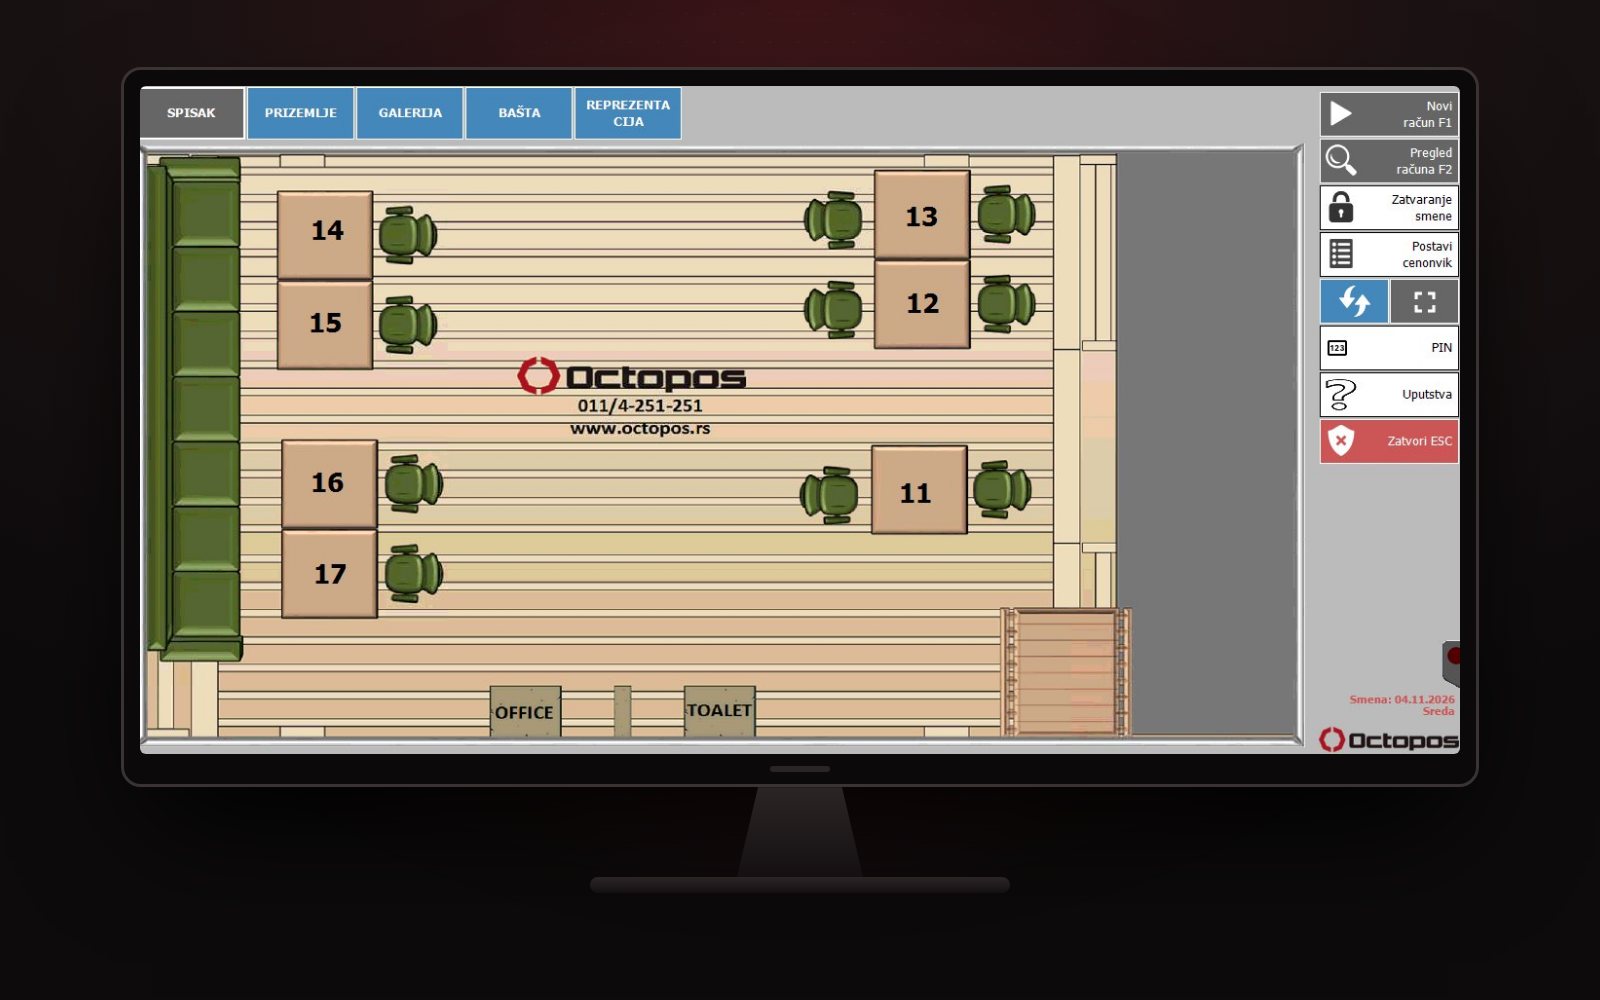 SPISAK
PRIZEMLJE
GALERIJA
BAŠTA
REPREZENTA
CIJA
Novi
račun F1
Pregled
računa F2
Zatvaranje
smene
Postavi
cenonvik
123
PIN
Uputstva
Zatvori ESC
14
13
15
12
Octopos
011/4-251-251
www.octopos.rs
16
11
17
OFFICE
TOALET
Smena: 04.11.2026
Sreda
Octopos